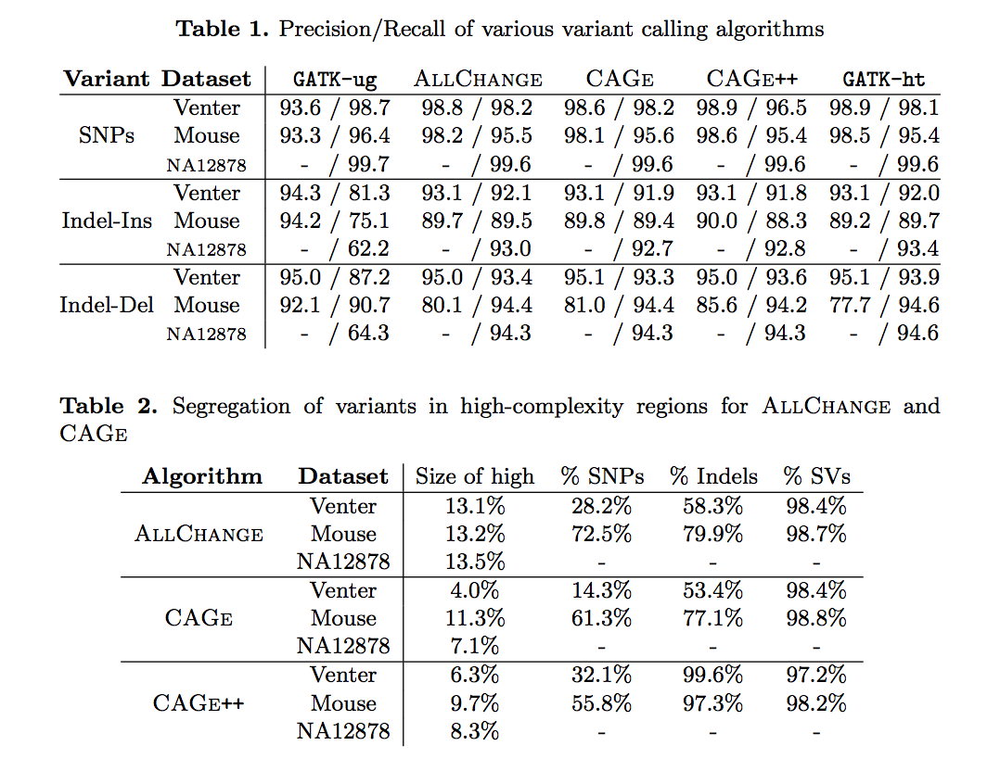 Table 1. Precision/Recall of various variant calling algorithms
Variant Dataset GATK-ug ALLCHANGE CAGE CAGE++ GATK-ht
Venter 93.6 / 98.7 98.8 / 98.2 98.6 / 98.2 98.9 / 96.5 98.9 / 98.1
SNPs Mouse 93.3 / 96.4 98.2 / 95.5 98.1 / 95.6 98.6 / 95.4 98.5 / 95.4
NA12878 - / 99.7 - / 99.6 - / 99.6 - / 99.6 - / 99.6
Venter 94.3 / 81.3 93.1 / 92.1 93.1 / 91.9 93.1 / 91.8 93.1 / 92.0
Indel-Ins Mouse 94.2 / 75.1 89.7 / 89.5 89.8 / 89.4 90.0 / 88.3 89.2 / 89.7
NA12878 - / 62.2 - / 93.0 - / 92.7 - / 92.8 - / 93.4
Venter 95.0 / 87.2 95.0 / 93.4 95.1 / 93.3 95.0 / 93.6 95.1 / 93.9
Indel-Del Mouse 92.1 / 90.7 80.1 / 94.4 81.0 / 94.4 85.6 / 94.2 77.7 / 94.6
NA12878 - / 64.3 - / 94.3 - / 94.3 - / 94.3 - / 94.6
Table 2. Segregation of variants in high-complexity regions for ALLCHANGE and
CAGE
Algorithm Dataset Size of high % SNPs % Indels % SVs
Venter 13.1% 28.2% 58.3% 98.4%
ALLCHANGE Mouse 13.2% 72.5% 79.9% 98.7%
NA12878 13.5% - - -
Venter 4.0% 14.3% 53.4% 98.4%
CAGE Mouse 11.3% 61.3% 77.1% 98.8%
NA12878 7.1% - - -
Venter 6.3% 32.1% 99.6% 97.2%
CAGE++ Mouse 9.7% 55.8% 97.3% 98.2%
NA12878 8.3% - - -